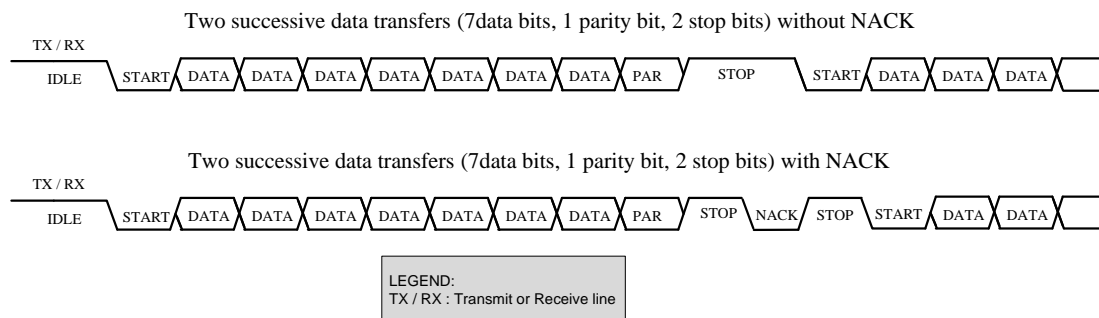 Two successive data transfers (7data bits, 1 parity bit, 2 stop bits) without NACK
TX / RX
IDLE START DATA DATA DATA DATA DATA DATA DATA PAR STOP START DATA DATA DATA
Two successive data transfers (7data bits, 1 parity bit, 2 stop bits) with NACK
TX / RX
IDLE START DATA DATA DATA DATA DATA DATA DATA PAR STOP NACK STOP START DATA DATA
LEGEND:
TX / RX : Transmit or Receive line